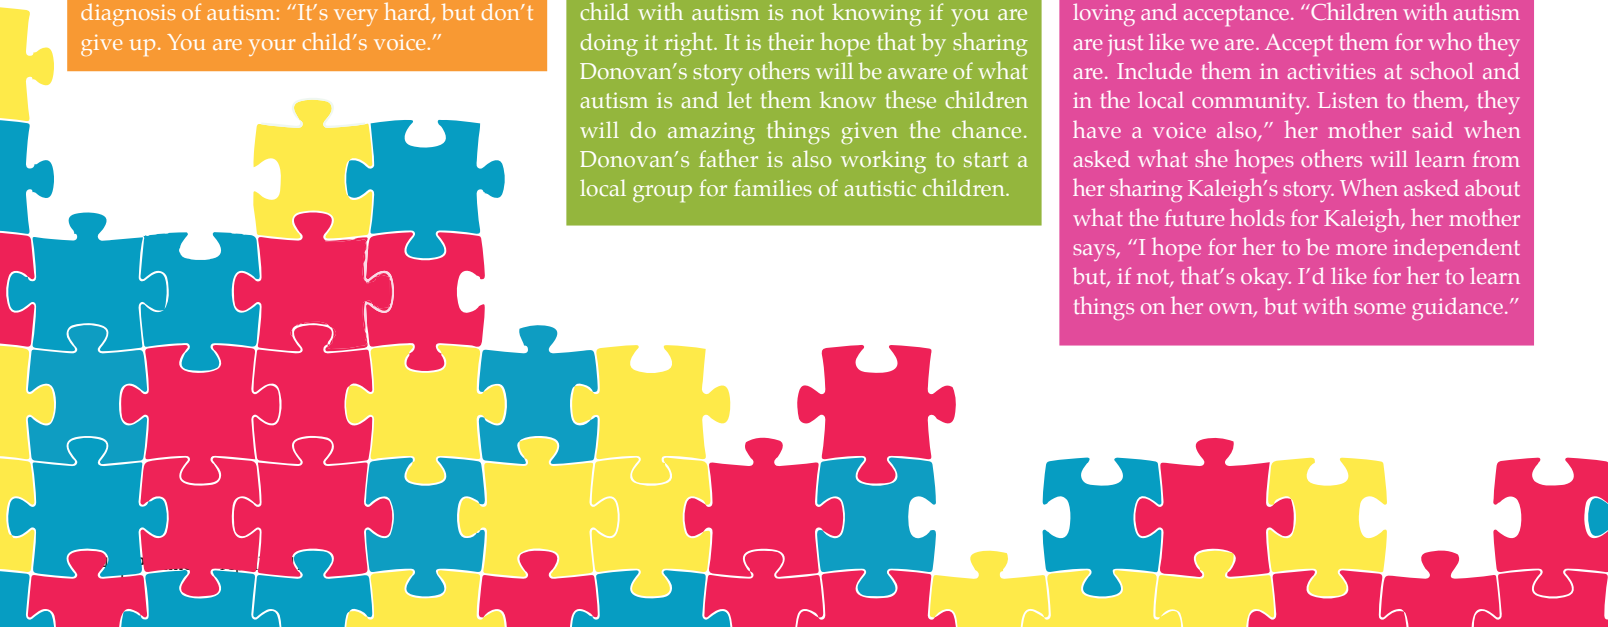 diagnosis of autism: “It’s very hard, but don’t
give up. You are your child’s voice.”
child with autism is not knowing if you are
doing it right. It is their hope that by sharing
Donovan’s story others will be aware of what
autism is and let them know these children
will do amazing things given the chance.
Donovan’s father is also working to start a
local group for families of autistic children.
loving and acceptance. “Children with autism
are just like we are. Accept them for who they
are. Include them in activities at school and
in the local community. Listen to them, they
have a voice also,” her mother said when
asked what she hopes others will learn from
her sharing Kaleigh’s story. When asked about
what the future holds for Kaleigh, her mother
says, “I hope for her to be more independent
but, if not, that’s okay. I’d like for her to learn
things on her own, but with some guidance.”